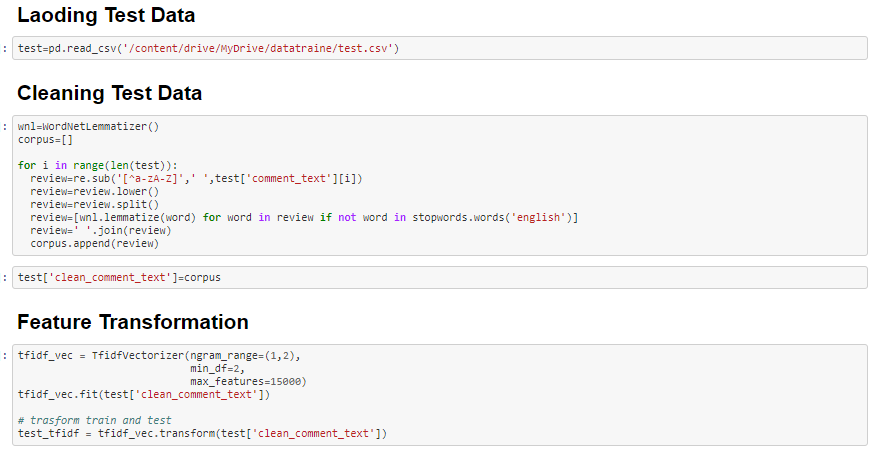 Laoding Test Data
: test=pd.read_csv('/content/drive/MyDrive/datatraine/test.csv')
Cleaning Test Data
: wnl=WordNetLemmatizer()
corpus=[]

for i in range(len(test)):
  review=re.sub('[^a-zA-Z]',' ',test['comment_text'][i])
  review=review.lower()
  review=review.split()
  review=[wnl.lemmatize(word) for word in review if not word in stopwords.words('english')]
  review=' '.join(review)
  corpus.append(review)
: test['clean_comment_text']=corpus
Feature Transformation
: tfidf_vec = TfidfVectorizer(ngram_range=(1,2),
                            min_df=2,
                            max_features=15000)
tfidf_vec.fit(test['clean_comment_text'])

# trasform train and test
test_tfidf = tfidf_vec.transform(test['clean_comment_text'])